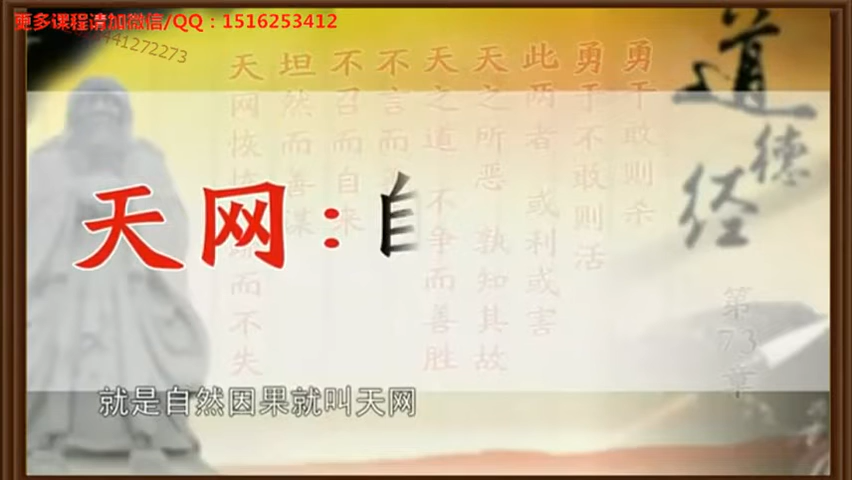 更多课程请加微信/QQ：1516253412
441272273
道德经
第73章
勇于敢则杀
勇于不敢则活
此两者 或利或害
天之所恶 孰知其故
天之道 不争而善胜
不言而善
不召而自来
坦然而善谋
天网恢恢 疏而不失
天网：自
就是自然因果就叫天网